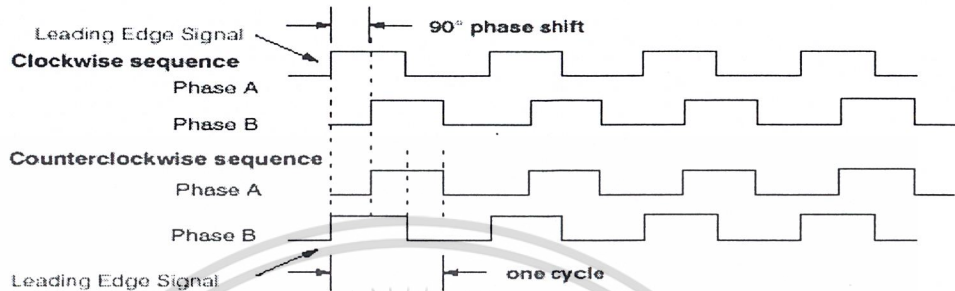 90° phase shift
Leading Edge Signal
Clockwise sequence
Phase A
Phase B
Counterclockwise sequence
Phase A
Phase B
Leading Edge Signal
one cycle